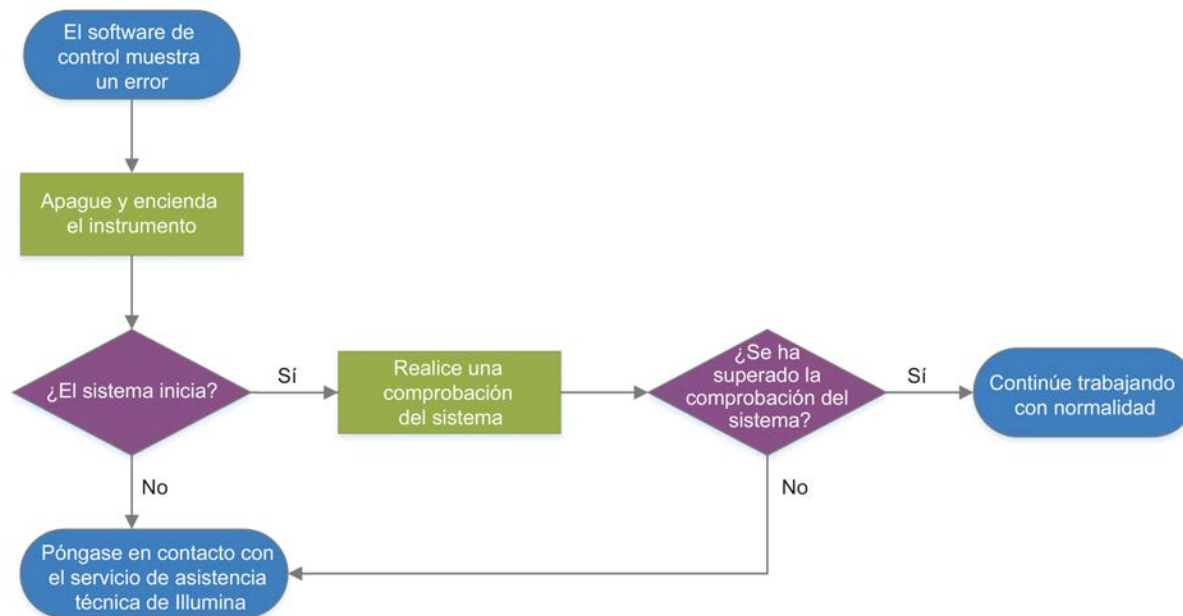 El software de
control muestra
un error
Apague y encienda
el instrumento
¿El sistema inicia?
Sí
Realice una
comprobación
del sistema
¿Se ha
superado la
comprobación del
sistema?
Sí
Continúe trabajando
con normalidad
No
No
Póngase en contacto con
el servicio de asistencia
técnica de Illumina